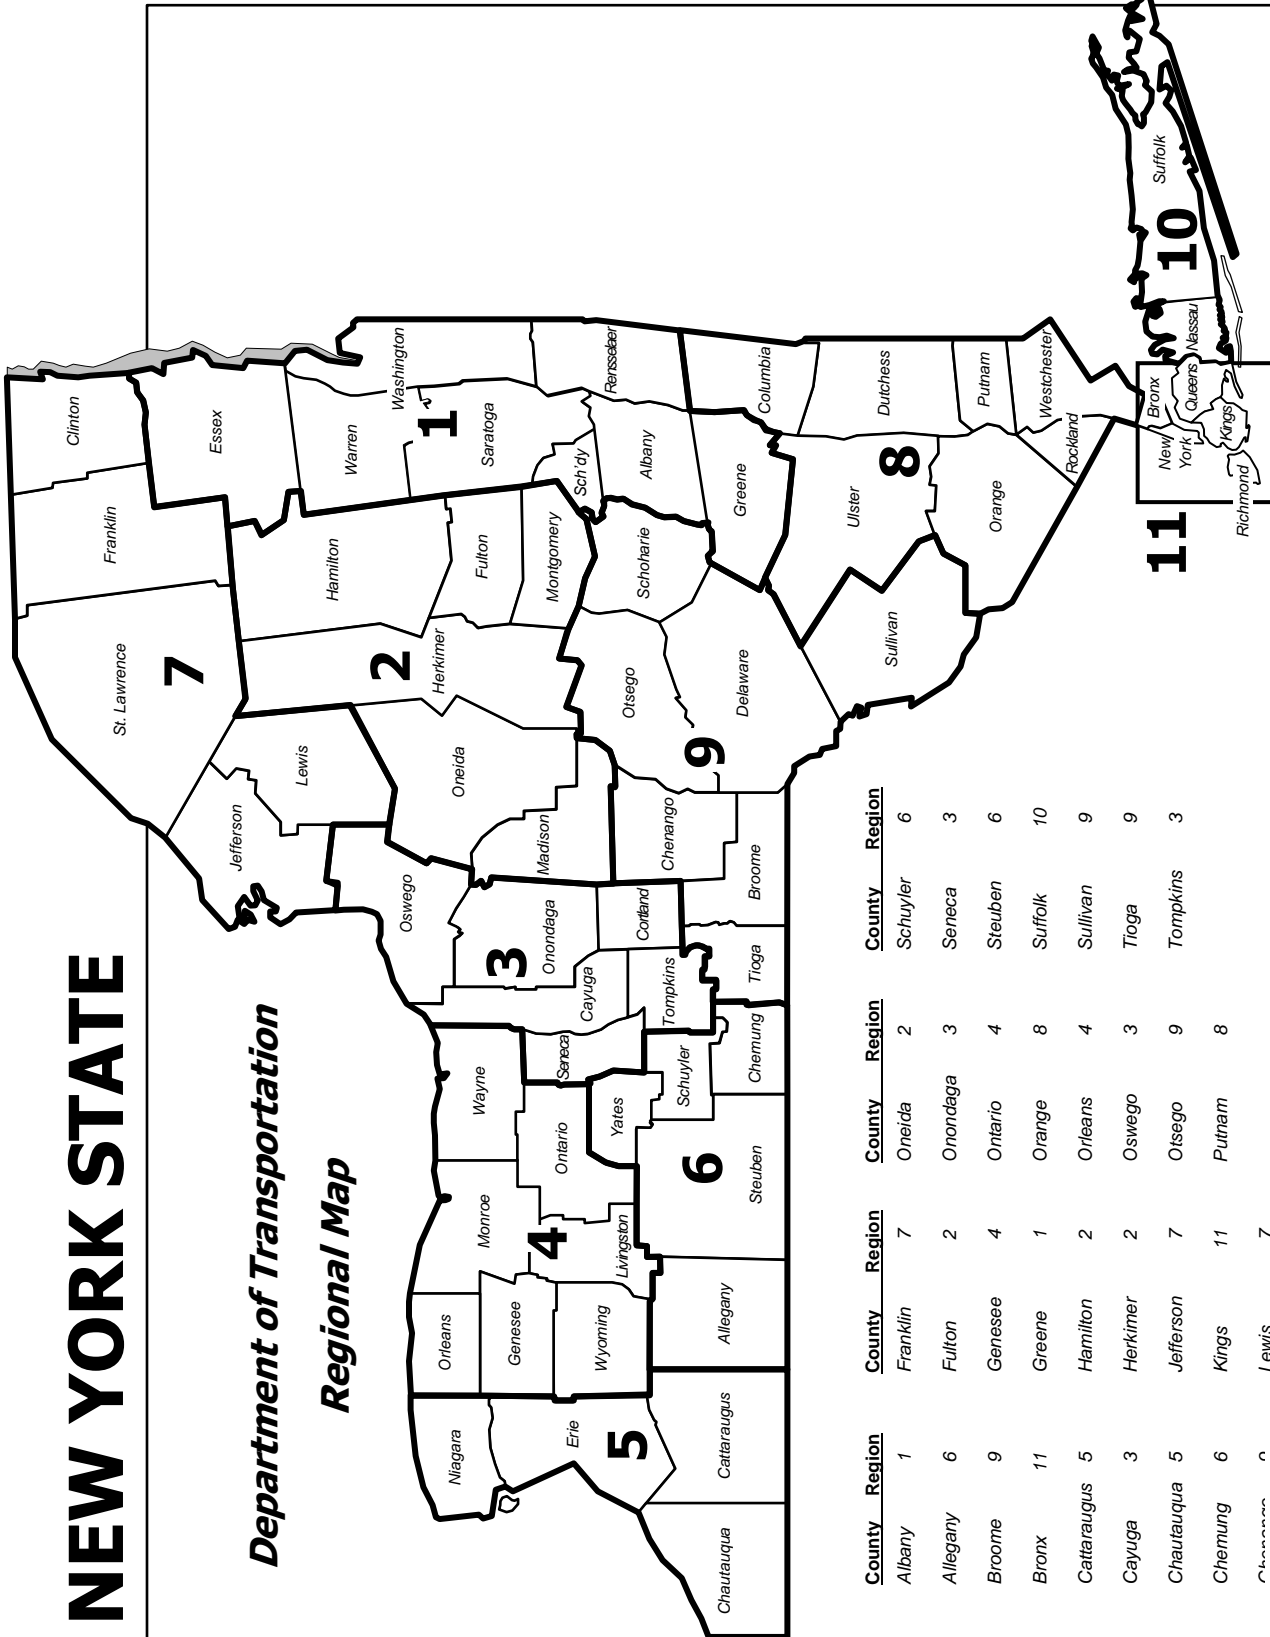 NEW YORK STATE
Department of Transportation
Regional Map
Clinton
Franklin
St. Lawrence
7
Essex
Jefferson
Lewis
Hamilton
2
Herkimer
Warren
Washington
1
Saratoga
Fulton
Montgomery
Sch'dy
Rensselaer
Albany
Schoharie
Oneida
Madison
Oswego
Onondaga
3
Cayuga
Cortland
Tompkins
Seneca
Wayne
Ontario
Yates
Monroe
4
Livingston
Orleans
Genesee
Wyoming
Niagara
Erie
5
Cattaraugus
Chautauqua
Allegany
Steuben
6
Schuyler
Chemung
Tioga
Broome
Chenango
Otsego
9
Delaware
Sullivan
Greene
Columbia
Ulster
Dutchess
8
Orange
Putnam
Rockland
Westchester
Bronx
New
York
Queens
Kings
Richmond
11
Nassau
10
Suffolk
County Region County Region County Region County Region
Albany 1 Franklin 7 Oneida 2 Schuyler 6
Allegany 6 Fulton 2 Onondaga 3 Seneca 3
Broome 9 Genesee 4 Ontario 4 Steuben 6
Bronx 11 Greene 1 Orange 8 Suffolk 10
Cattaraugus 5 Hamilton 2 Orleans 4 Sullivan 9
Cayuga 3 Herkimer 2 Oswego 3 Tioga 9
Chautauqua 5 Jefferson 7 Otsego 9 Tompkins 3
Chemung 6 Kings 11 Putnam 8
Chenango 9 Lewis 7